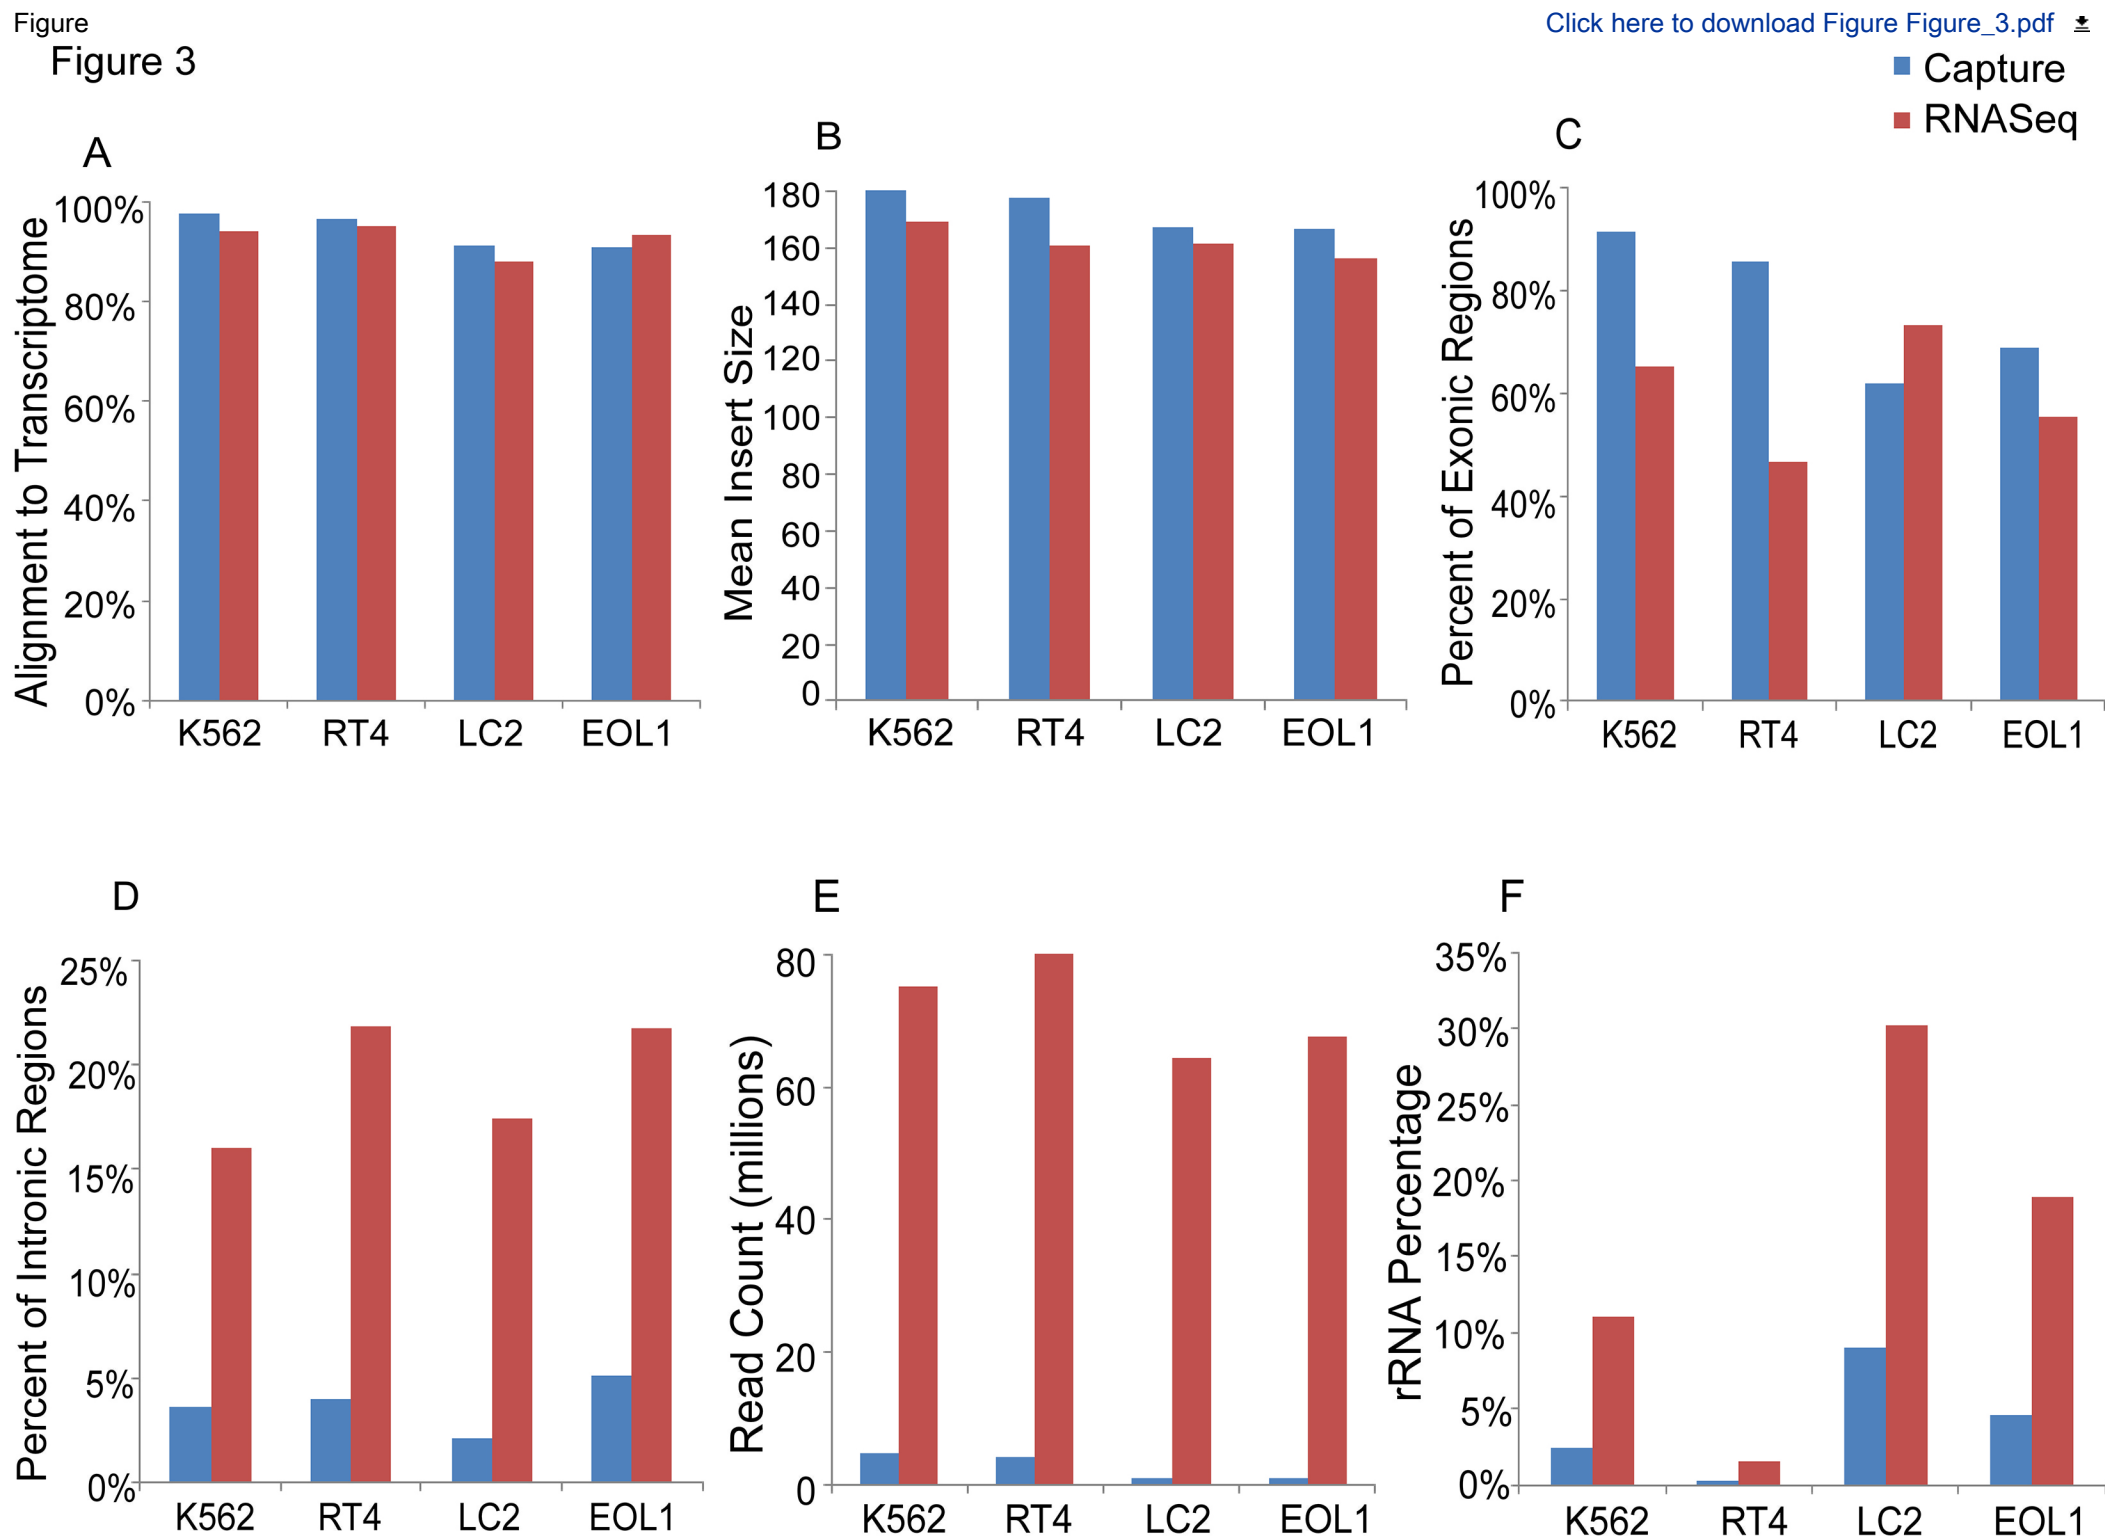 Figure
Click here to download Figure Figure_3.pdf
Figure 3
Capture
RNASeq
A
Alignment to Transcriptome
100%
80%
60%
40%
20%
0%
K562 RT4 LC2 EOL1
B
Mean Insert Size
180
160
140
120
100
80
60
40
20
0
K562 RT4 LC2 EOL1
C
Percent of Exonic Regions
100%
80%
60%
40%
20%
0%
K562 RT4 LC2 EOL1
D
Percent of Intronic Regions
25%
20%
15%
10%
5%
0%
K562 RT4 LC2 EOL1
E
Read Count (millions)
80
60
40
20
0
K562 RT4 LC2 EOL1
F
rRNA Percentage
35%
30%
25%
20%
15%
10%
5%
0%
K562 RT4 LC2 EOL1